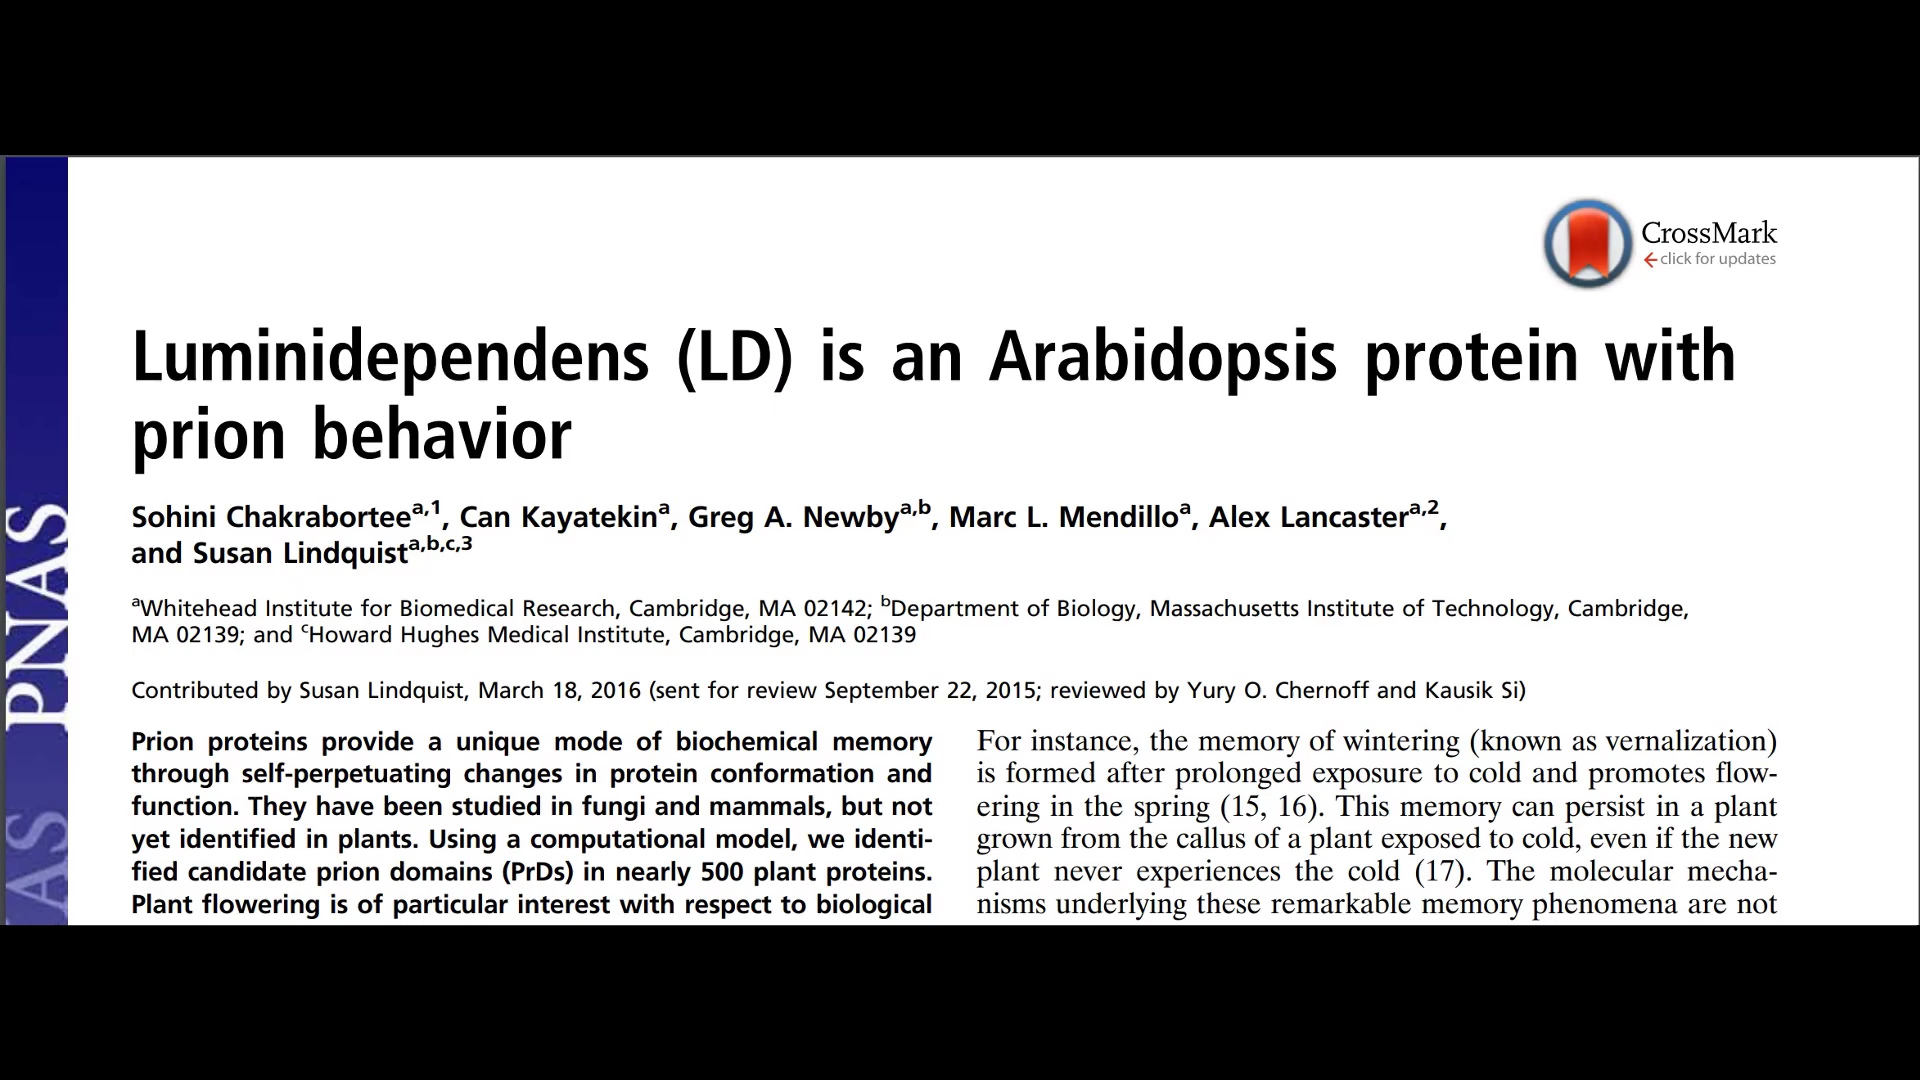 CrossMark
click for updates
Luminidependens (LD) is an Arabidopsis protein with
prion behavior
Sohini Chakrabortee^a,1, Can Kayatekin^a, Greg A. Newby^a,b, Marc L. Mendillo^a, Alex Lancaster^a,2,
and Susan Lindquist^a,b,c,3
^aWhitehead Institute for Biomedical Research, Cambridge, MA 02142; ^bDepartment of Biology, Massachusetts Institute of Technology, Cambridge,
MA 02139; and ^cHoward Hughes Medical Institute, Cambridge, MA 02139
Contributed by Susan Lindquist, March 18, 2016 (sent for review September 22, 2015; reviewed by Yury O. Chernoff and Kausik Si)
Prion proteins provide a unique mode of biochemical memory
through self-perpetuating changes in protein conformation and
function. They have been studied in fungi and mammals, but not
yet identified in plants. Using a computational model, we identi-
fied candidate prion domains (PrDs) in nearly 500 plant proteins.
Plant flowering is of particular interest with respect to biological
For instance, the memory of wintering (known as vernalization)
is formed after prolonged exposure to cold and promotes flow-
ering in the spring (15, 16). This memory can persist in a plant
grown from the callus of a plant exposed to cold, even if the new
plant never experiences the cold (17). The molecular mecha-
nisms underlying these remarkable memory phenomena are not
PNAS
AS